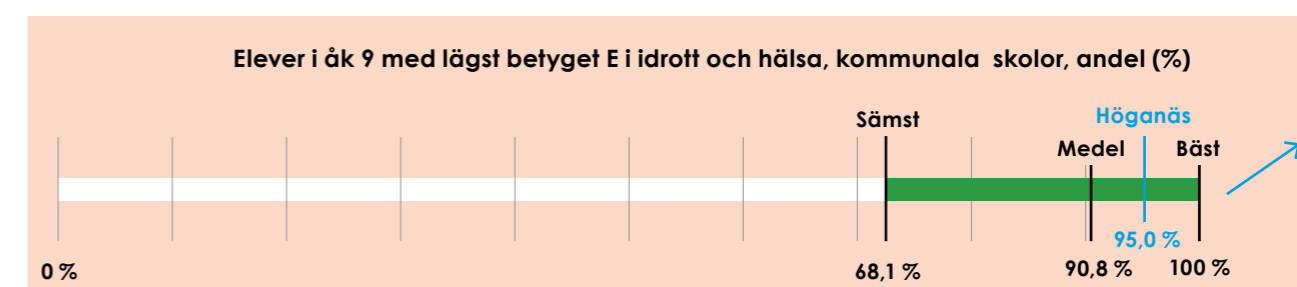 Elever i åk 9 med lägst betyget E i idrott och hälsa, kommunala skolor, andel (%)
Sämst
Höganäs
Medel
Bäst
95,0 %
0 %
68,1 %
90,8 %
100 %